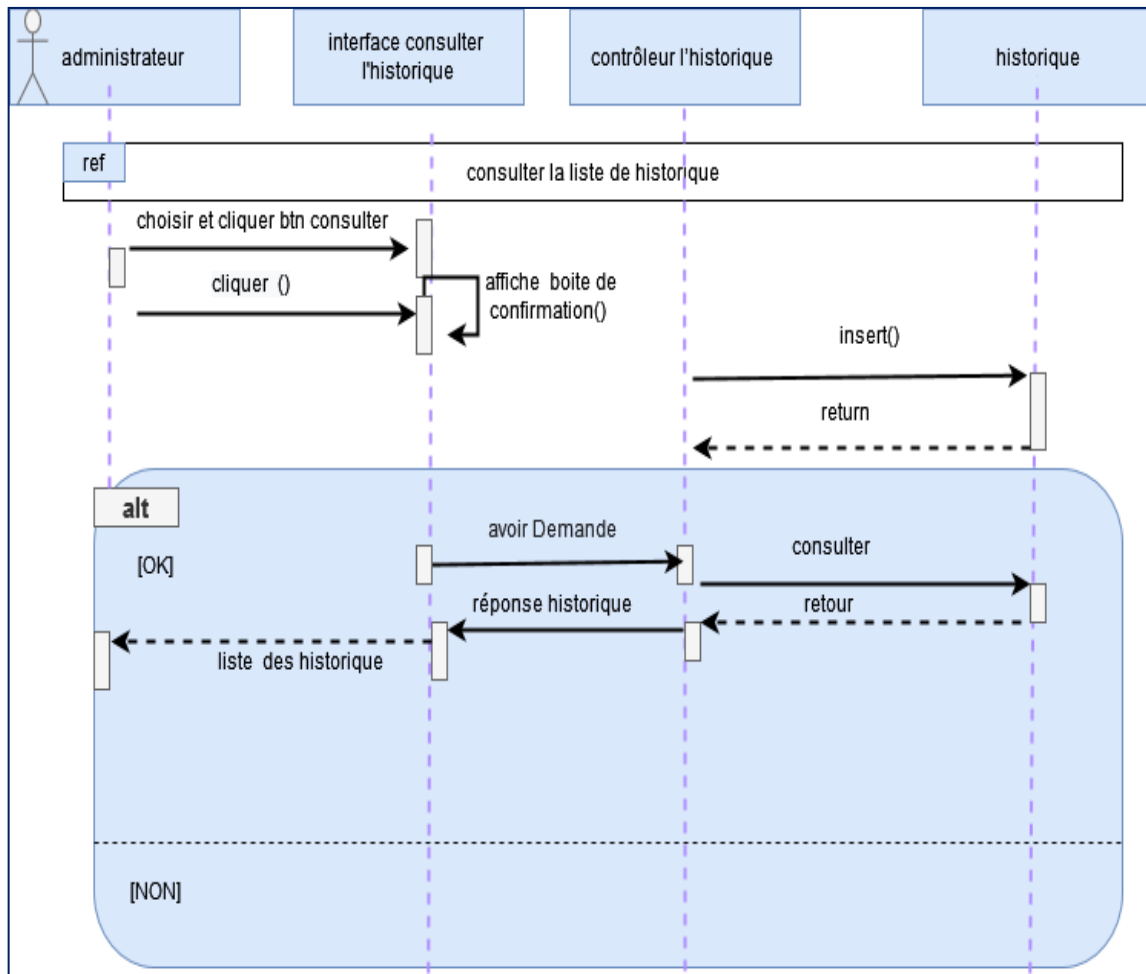 administrateur
interface consulter
l'historique
contrôleur l'historique
historique
ref
consulter la liste de historique
choisir et cliquer btn consulter
cliquer ()
affiche boite de
confirmation()
insert()
return
alt
[OK]
avoir Demande
consulter
réponse historique
retour
liste des historique
[NON]